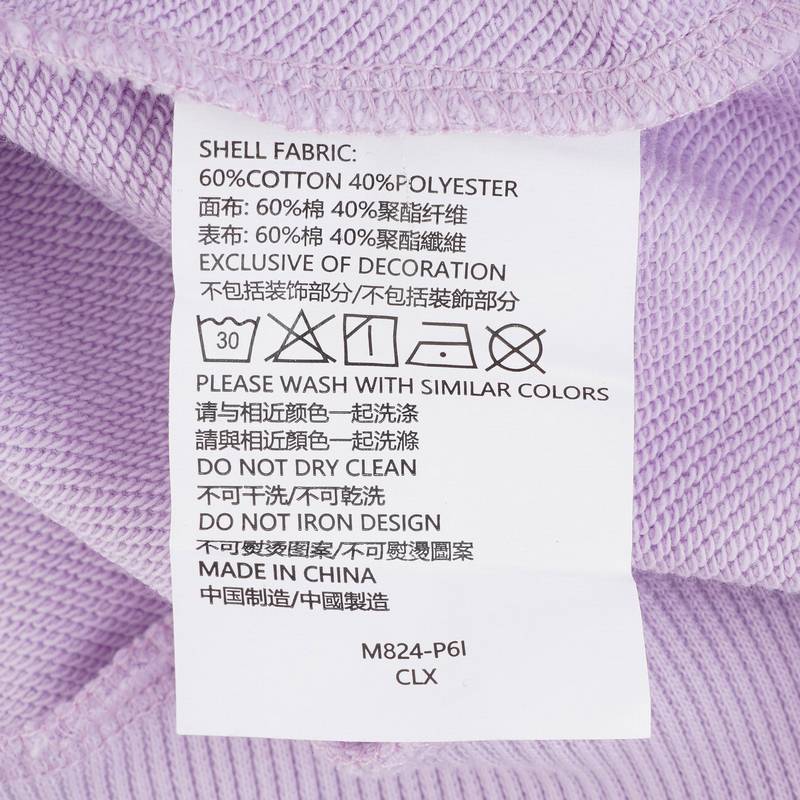 SHELL FABRIC:
60%COTTON 40%POLYESTER
面布: 60%棉 40%聚酯纤维
表布: 60%棉 40%聚酯纖維
EXCLUSIVE OF DECORATION
不包括装饰部分/不包括裝飾部分
30
PLEASE WASH WITH SIMILAR COLORS
请与相近颜色一起洗涤
請與相近顏色一起洗滌
DO NOT DRY CLEAN
不可干洗/不可乾洗
DO NOT IRON DESIGN
不可熨烫图案/不可熨燙圖案
MADE IN CHINA
中国制造/中國製造
M824-P6I
CLX